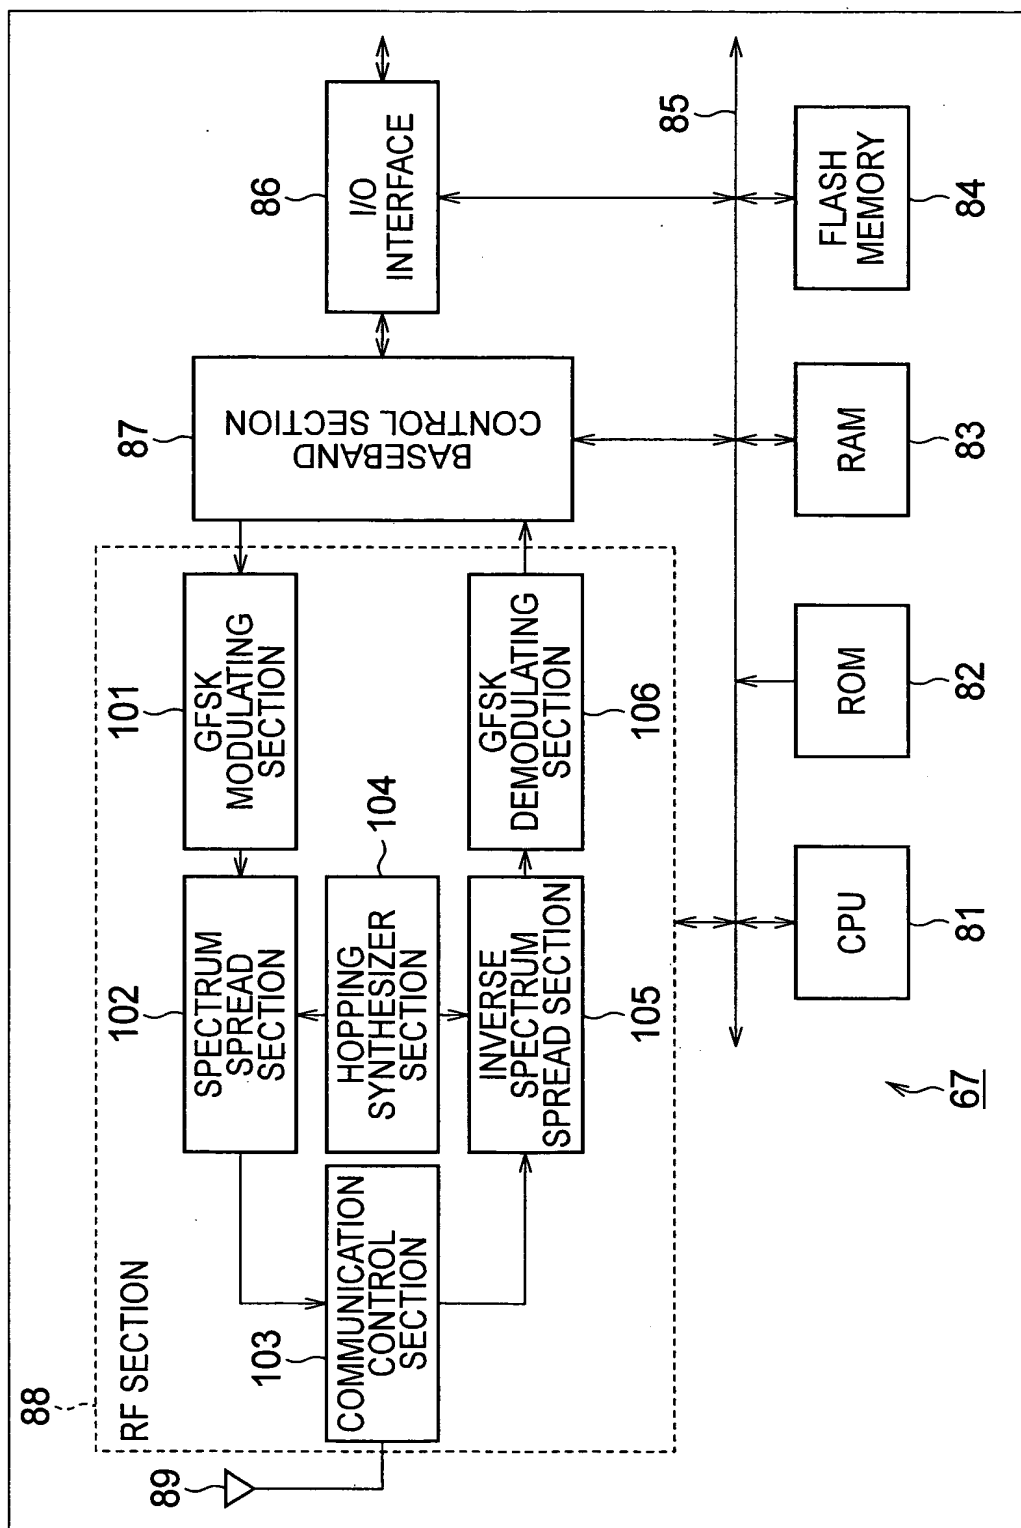 88
RF SECTION
89
103
COMMUNICATION
CONTROL
SECTION
102
SPECTRUM
SPREAD
SECTION
101
GFSK
MODULATING
SECTION
104
HOPPING
SYNTHESIZER
SECTION
105
INVERSE
SPECTRUM
SPREAD SECTION
106
GFSK
DEMODULATING
SECTION
87
BASEBAND
CONTROL SECTION
86
I/O
INTERFACE
85
CPU
81
ROM
82
RAM
83
FLASH
MEMORY
84
67